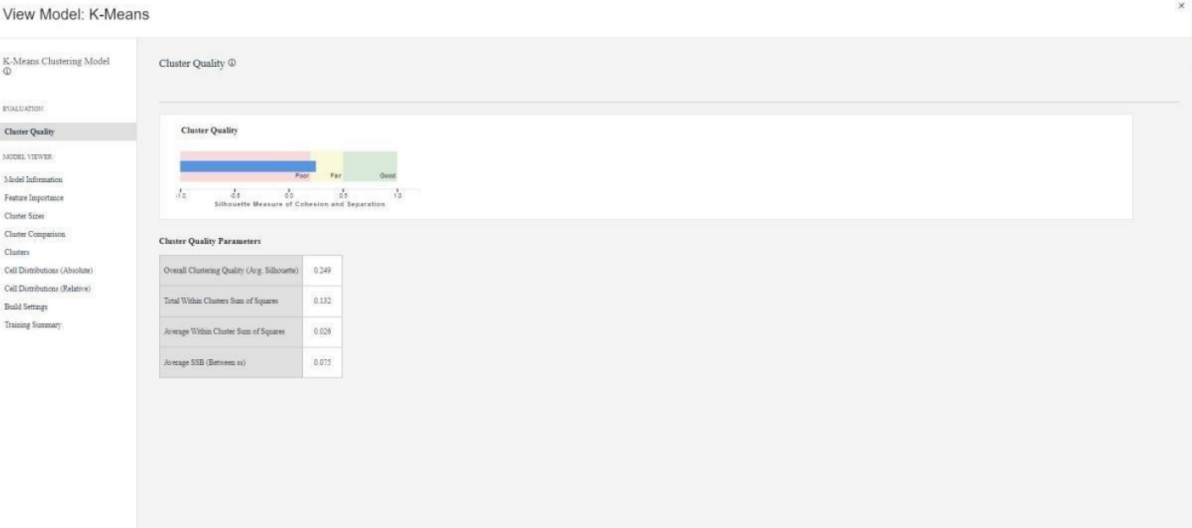 View Model: K-Means
×
K-Means Clustering Model
EVALUATION
Cluster Quality
MODEL VIEWER
Model Information
Feature Importance
Cluster Sizes
Cluster Comparison
Clusters
Cell Distributions (Absolute)
Cell Distributions (Relative)
Build Settings
Training Summary
Cluster Quality
Cluster Quality
Poor Fair Good
-1.0 -0.5 0.0 0.5 1.0
Silhouette Measure of Cohesion and Separation
Cluster Quality Parameters
Overall Clustering Quality (Avg. Silhouette) 0.249
Total Within Clusters Sum of Squares 0.132
Average Within Cluster Sum of Squares 0.026
Average SSB (Between ss) 0.075